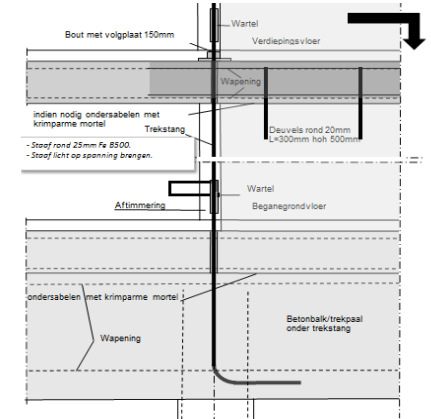 Wartel
Bout met volgplaat 150mm
Verdiepingsvloer
Wapening
indien nodig ondersabelen met
krimparme mortel
Trekstang
Deuvels rond 20mm
L=300mm hoh 500mm
- Staaf rond 25mm Fe B500.
- Staaf licht op spanning brengen.
Wartel
Aftimmering
Beganegrondvloer
ondersabelen met krimparme mortel
Betonbalk/trekpaal
onder trekstang
Wapening